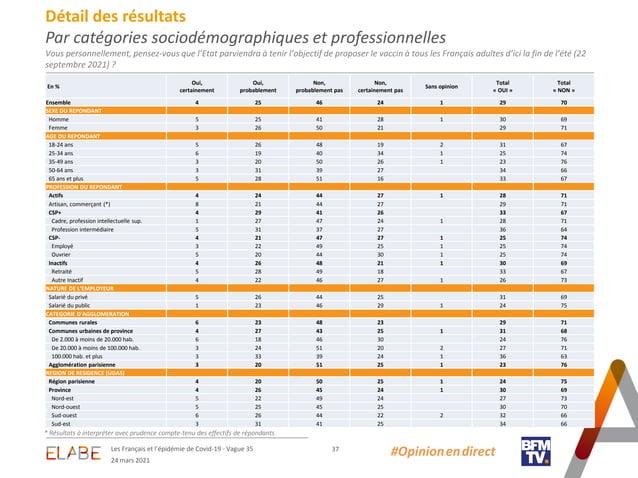 Détail des résultats
Par catégories sociodémographiques et professionnelles
Vous personnellement, pensez-vous que l'Etat parviendra à tenir l'objectif de proposer le vaccin à tous les Français adultes d'ici la fin de l'été (22
septembre 2021) ?
En % Oui, certainement Oui, probablement Non, probablement pas Non, certainement pas Sans opinion Total « OUI » Total « NON »
Ensemble 4 25 46 24 1 29 70
SEXE DU REPONDANT
Homme 5 25 41 28 1 30 69
Femme 3 26 50 21 29 71
AGE DU REPONDANT
18-24 ans 5 26 48 19 2 31 67
25-34 ans 6 19 40 34 1 25 74
35-49 ans 3 20 50 26 1 23 76
50-64 ans 3 31 39 27 34 66
65 ans et plus 5 28 51 16 33 67
PROFESSION DU REPONDANT
Actifs 4 24 44 27 1 28 71
Artisan, commerçant (*) 8 21 44 27 29 71
CSP+ 4 29 41 26 33 67
Cadre, profession intellectuelle sup. 1 27 47 24 1 28 71
Profession intermédiaire 5 31 37 27 36 64
CSP- 4 21 47 27 1 25 74
Employé 3 22 49 25 1 25 74
Ouvrier 5 20 44 30 1 25 74
Inactifs 4 26 48 21 1 30 69
Retraité 5 28 49 18 33 67
Autre Inactif 4 22 46 27 1 26 73
NATURE DE L'EMPLOYEUR
Salarié du privé 5 26 44 25 31 69
Salarié du public 1 23 46 29 1 24 75
CATEGORIE D'AGGLOMERATION
Communes rurales 6 23 48 23 29 71
Communes urbaines de province 4 27 43 25 1 31 68
De 2.000 à moins de 20.000 hab. 6 18 46 30 24 76
De 20.000 à moins de 100.000 hab. 3 24 51 20 2 27 71
100.000 hab. et plus 3 33 39 24 1 36 63
Agglomération parisienne 3 20 51 25 1 23 76
REGION DE RESIDENCE (UDA5)
Région parisienne 4 20 50 25 1 24 75
Province 4 26 45 24 1 30 69
Nord-est 5 22 49 24 27 73
Nord-ouest 5 25 45 25 30 70
Sud-ouest 6 26 44 22 2 32 66
Sud-est 3 31 41 25 34 66
* Résultats à interpréter avec prudence compte-tenu des effectifs de répondants
ELABE
Les Français et l'épidémie de Covid-19 - Vague 35
24 mars 2021
37
#Opinion en direct
BFM
TV.